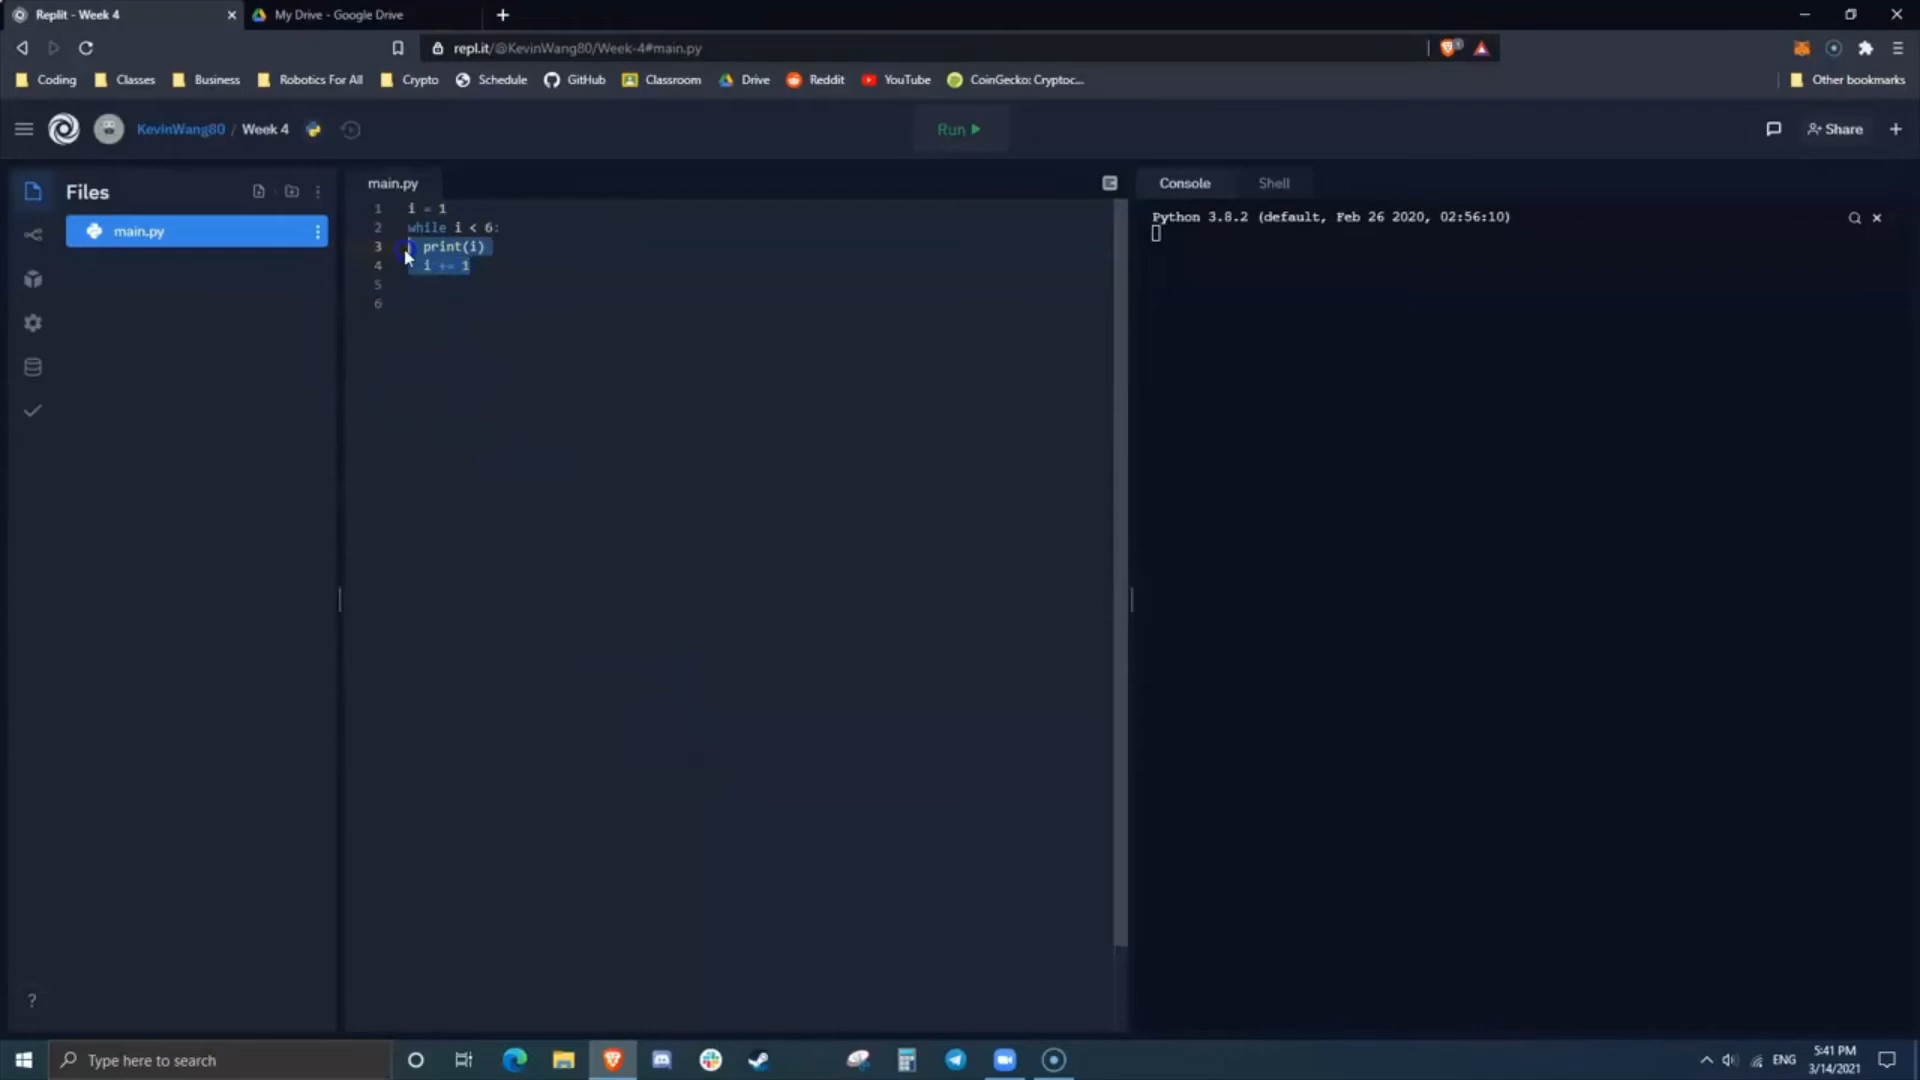 Replit - Week 4
My Drive - Google Drive
repl.it/@KevinWang80/Week-4#main.py
Coding
Classes
Business
Robotics For All
Crypto
Schedule
GitHub
Classroom
Drive
Reddit
YouTube
CoinGecko: Cryptoc...
Other bookmarks
KevinWang80 / Week 4
Run
Share
Files
main.py
main.py
1 i = 1
2 while i < 6:
3 print(i)
4 i += 1
5
6
Console
Shell
Python 3.8.2 (default, Feb 26 2020, 02:56:10)
?
Type here to search
ENG
5:41 PM
3/14/2021